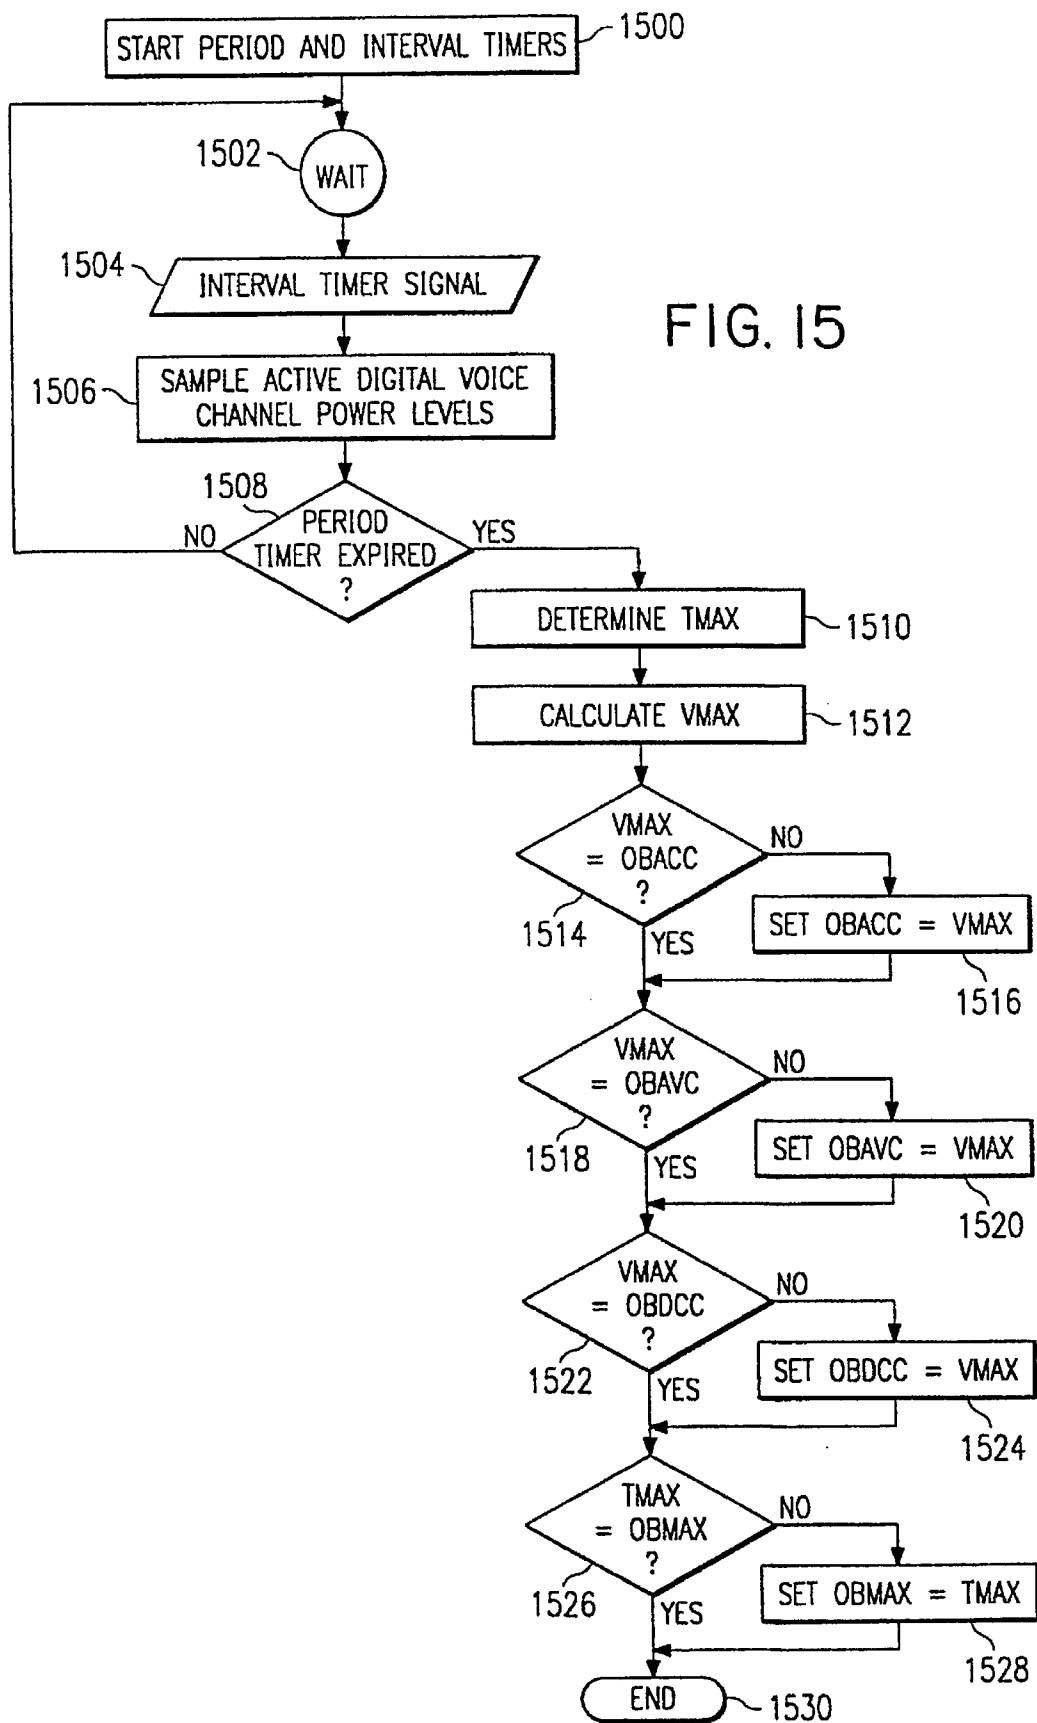 START PERIOD AND INTERVAL TIMERS
1500
1502
WAIT
1504
INTERVAL TIMER SIGNAL
FIG. 15
1506
SAMPLE ACTIVE DIGITAL VOICE
CHANNEL POWER LEVELS
1508
NO
PERIOD
TIMER EXPIRED
?
YES
DETERMINE TMAX
1510
CALCULATE VMAX
1512
VMAX
= OBACC
?
NO
1514
YES
SET OBACC = VMAX
1516
VMAX
= OBAVC
?
NO
1518
YES
SET OBAVC = VMAX
1520
VMAX
= OBDCC
?
NO
1522
YES
SET OBDCC = VMAX
1524
TMAX
= OBMAX
?
NO
1526
YES
SET OBMAX = TMAX
1528
END
1530